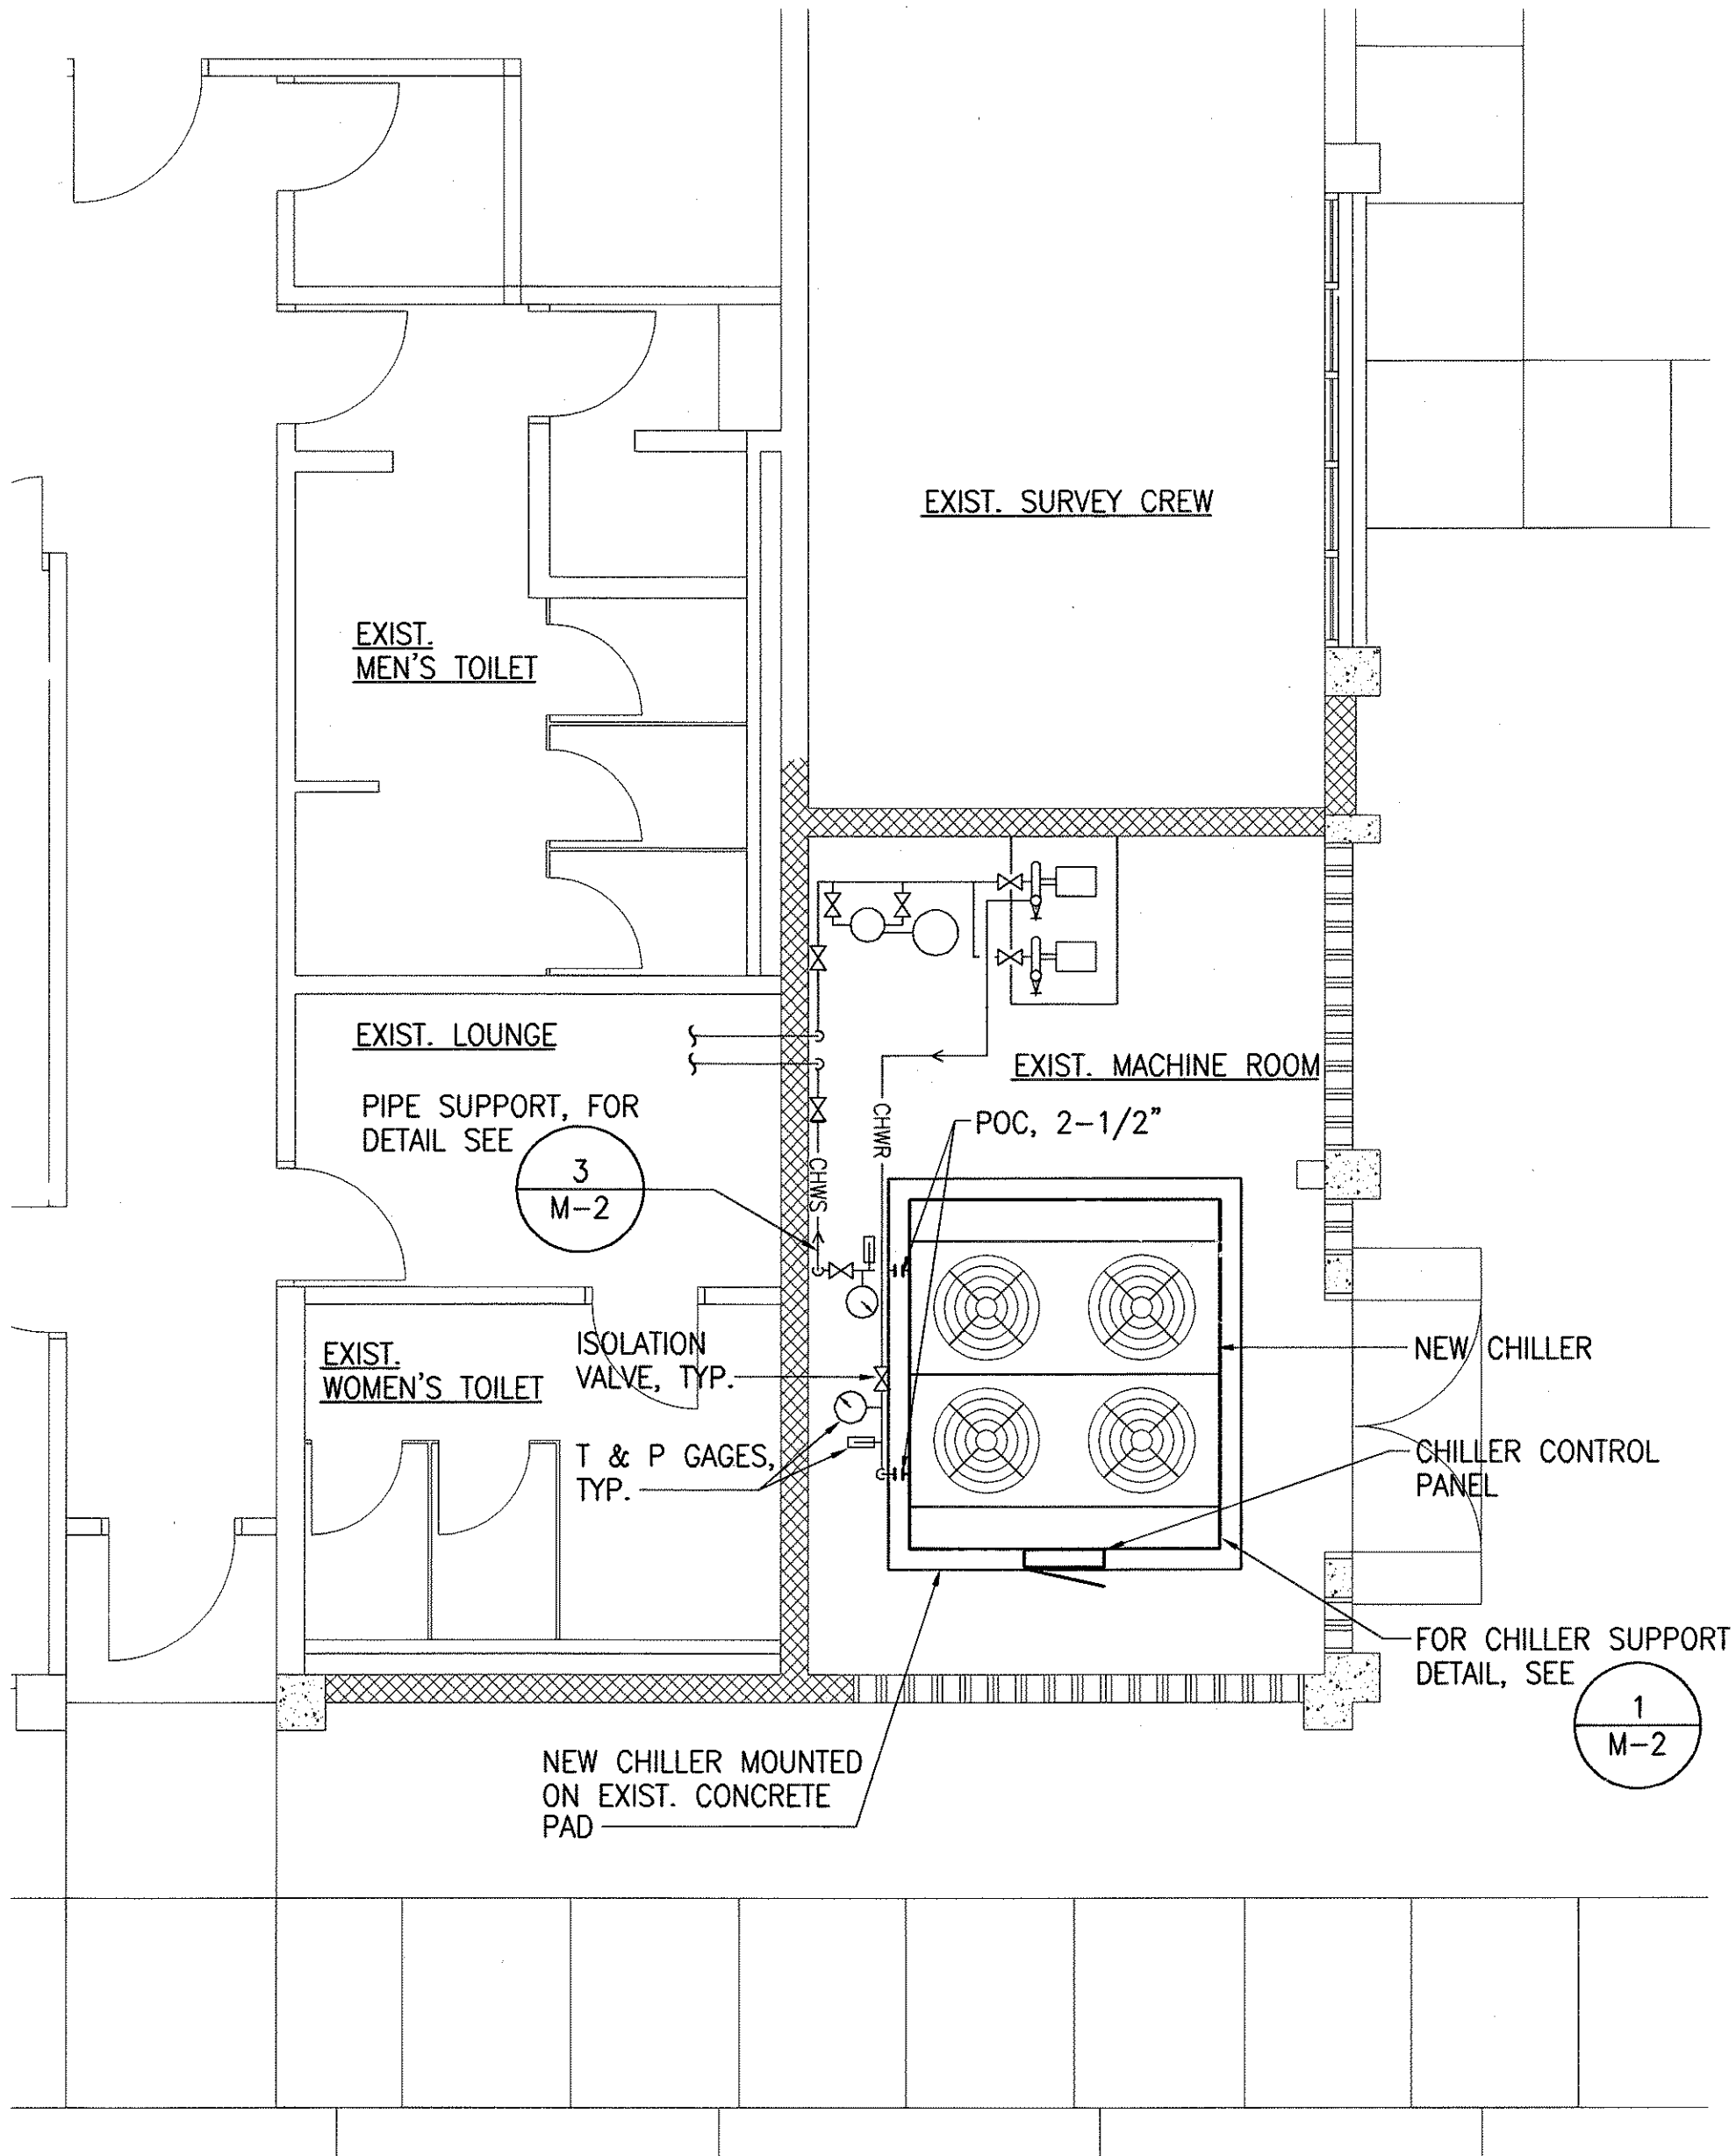 EXIST. SURVEY CREW
EXIST.
MEN'S TOILET
EXIST. LOUNGE
EXIST. MACHINE ROOM
PIPE SUPPORT, FOR
DETAIL SEE
3
M-2
CHWS
CHWR
POC, 2-1/2"
EXIST.
WOMEN'S TOILET
ISOLATION
VALVE, TYP.
T & P GAGES,
TYP.
NEW CHILLER
CHILLER CONTROL
PANEL
FOR CHILLER SUPPORT
DETAIL, SEE
1
M-2
NEW CHILLER MOUNTED
ON EXIST. CONCRETE
PAD